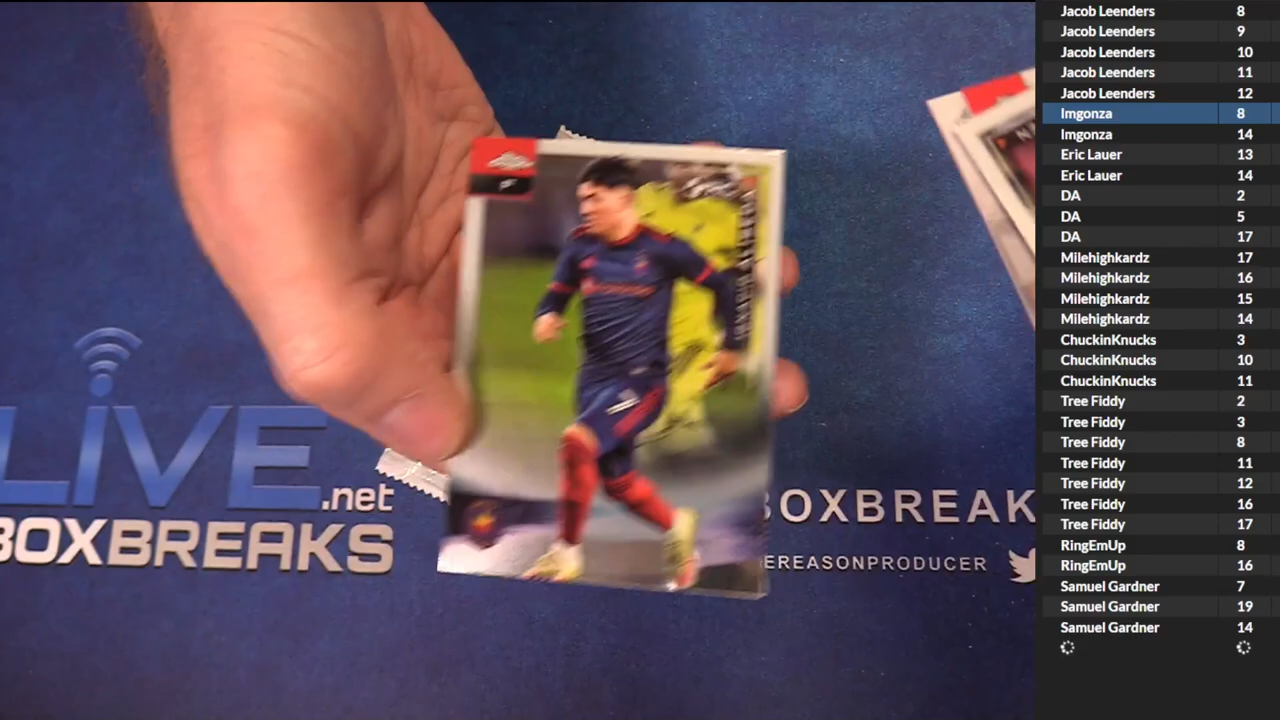 LIVE
.net
BOXBREAKS
BOXBREAK
EREASONPRODUCER
Jacob Leenders 8
Jacob Leenders 9
Jacob Leenders 10
Jacob Leenders 11
Jacob Leenders 12
Imgonza 8
Imgonza 14
Eric Lauer 13
Eric Lauer 14
DA 2
DA 5
DA 17
Milehighkardz 17
Milehighkardz 16
Milehighkardz 15
Milehighkardz 14
ChuckinKnucks 3
ChuckinKnucks 10
ChuckinKnucks 11
Tree Fiddy 2
Tree Fiddy 3
Tree Fiddy 8
Tree Fiddy 11
Tree Fiddy 12
Tree Fiddy 16
Tree Fiddy 17
RingEmUp 8
RingEmUp 16
Samuel Gardner 7
Samuel Gardner 19
Samuel Gardner 14